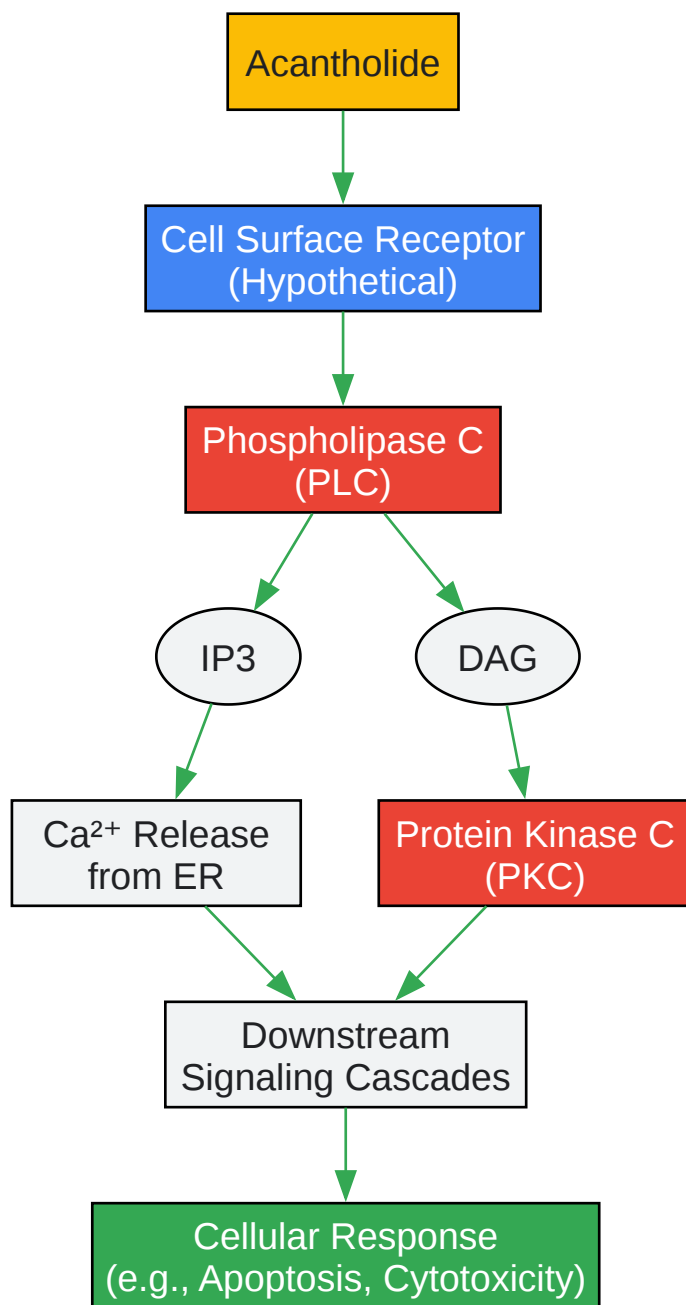 Acantholide
Cell Surface Receptor
(Hypothetical)
Phospholipase C
(PLC)
IP3
DAG
Ca²⁺ Release
from ER
Protein Kinase C
(PKC)
Downstream
Signaling Cascades
Cellular Response
(e.g., Apoptosis, Cytotoxicity)